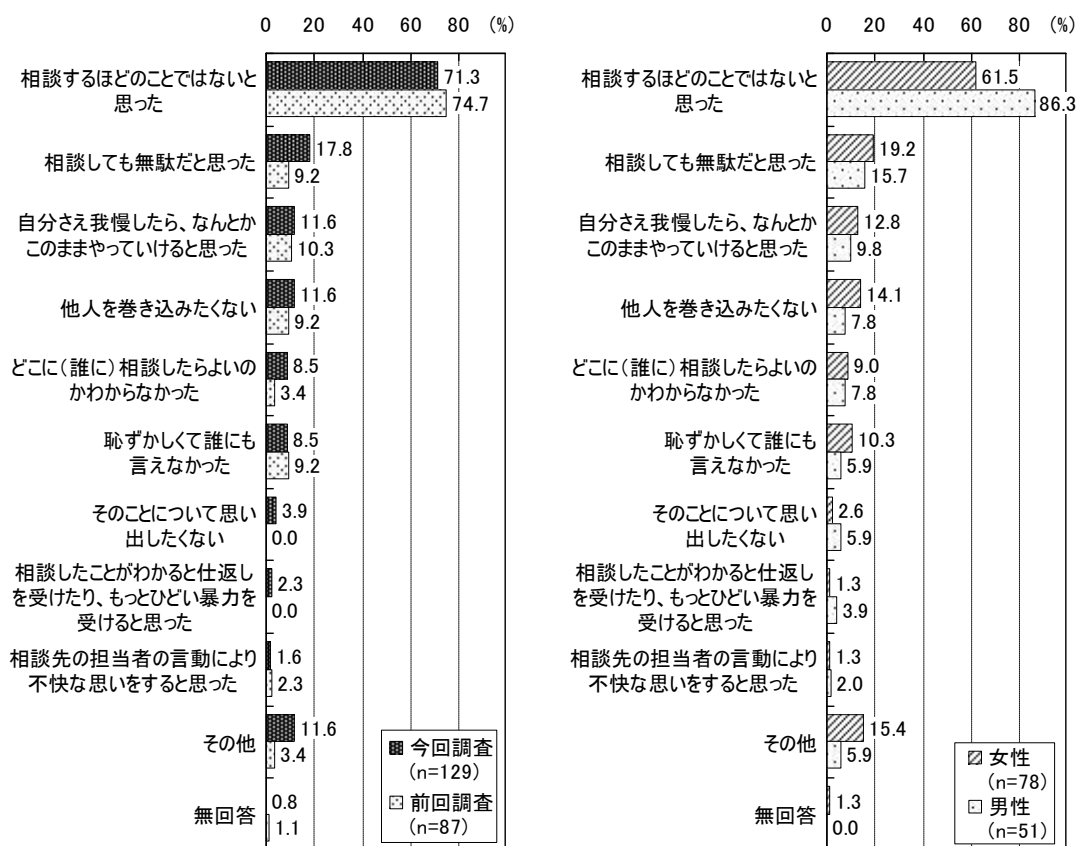 0 20 40 60 80 (%)
相談するほどのことではないと
思った
71.3
74.7
相談しても無駄だと思った
17.8
9.2
自分さえ我慢したら、なんとか
このままやっていけると思った
11.6
10.3
他人を巻き込みたくない
11.6
9.2
どこに(誰に)相談したらよいの
かわからなかった
8.5
3.4
恥ずかしくて誰にも
言えなかった
8.5
9.2
そのことについて思い
出したくない
3.9
0.0
相談したことがわかると仕返し
を受けたり、もっとひどい暴力を
受けると思った
2.3
0.0
相談先の担当者の言動により
不快な思いをすると思った
1.6
2.3
その他
11.6
3.4
無回答
0.8
1.1
今回調査
(n=129)
前回調査
(n=87)
0 20 40 60 80 (%)
相談するほどのことではないと
思った
61.5
86.3
相談しても無駄だと思った
19.2
15.7
自分さえ我慢したら、なんとか
このままやっていけると思った
12.8
9.8
他人を巻き込みたくない
14.1
7.8
どこに(誰に)相談したらよいの
かわからなかった
9.0
7.8
恥ずかしくて誰にも
言えなかった
10.3
5.9
そのことについて思い
出したくない
2.6
5.9
相談したことがわかると仕返し
を受けたり、もっとひどい暴力を
受けると思った
1.3
3.9
相談先の担当者の言動により
不快な思いをすると思った
1.3
2.0
その他
15.4
5.9
無回答
1.3
0.0
女性
(n=78)
男性
(n=51)